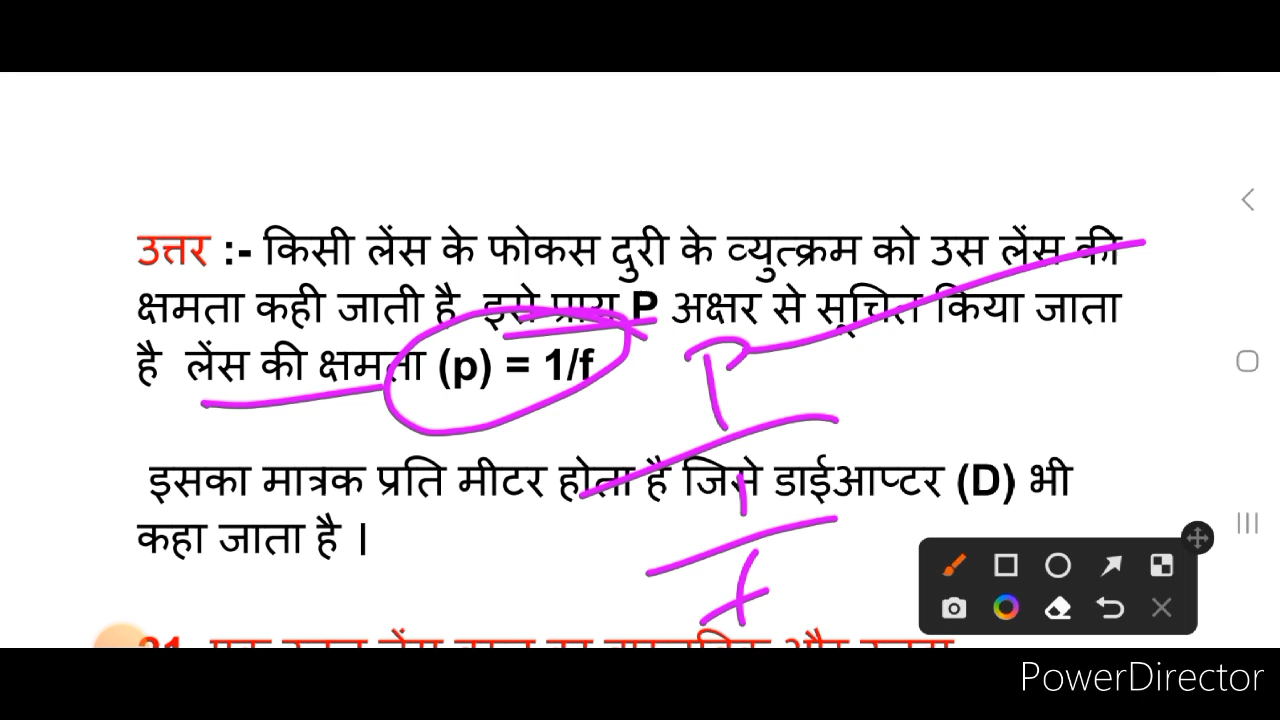 उत्तर :- किसी लेंस के फोकस दुरी के व्युत्क्रम को उस लेंस की
क्षमता कही जाती है इसे प्राय P अक्षर से सूचित किया जाता
है लेंस की क्षमता (p) = 1/f
P
इसका मात्रक प्रति मीटर होता है जिसे डाईआप्टर (D) भी
1
कहा जाता है ।
f
PowerDirector